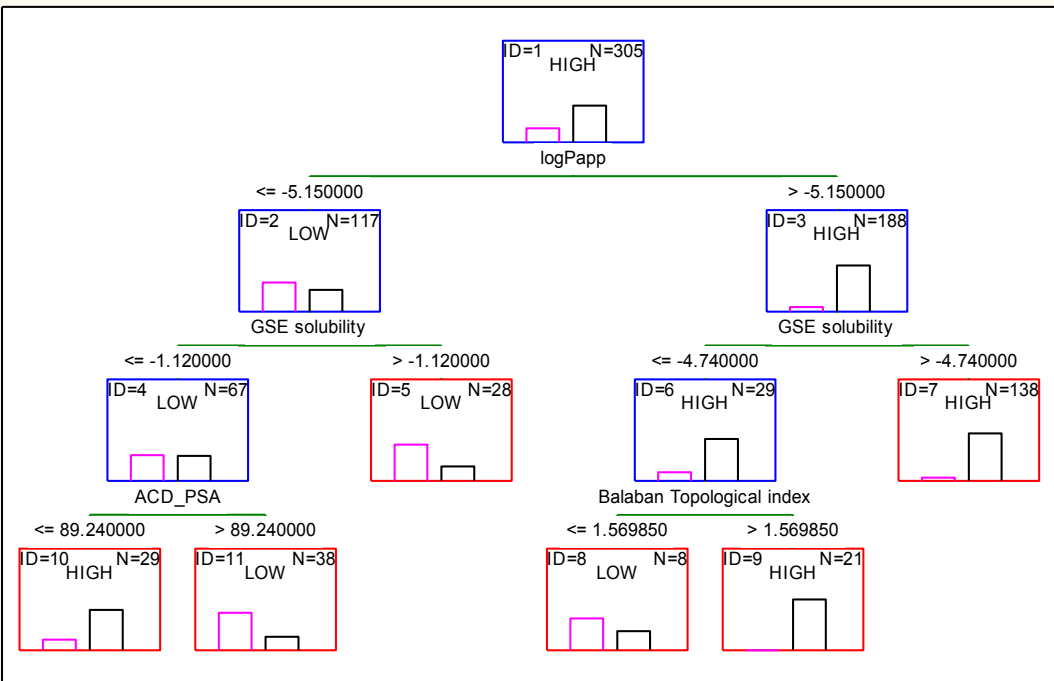 ID=1 N=305
HIGH
logPapp
<= -5.150000 > -5.150000
ID=2 N=117
LOW
ID=3 N=188
HIGH
GSE solubility GSE solubility
<= -1.120000 > -1.120000 <= -4.740000 > -4.740000
ID=4 N=67
LOW
ID=5 N=28
LOW
ID=6 N=29
HIGH
ID=7 N=138
HIGH
ACD_PSA Balaban Topological index
<= 89.240000 > 89.240000 <= 1.569850 > 1.569850
ID=10 N=29
HIGH
ID=11 N=38
LOW
ID=8 N=8
LOW
ID=9 N=21
HIGH